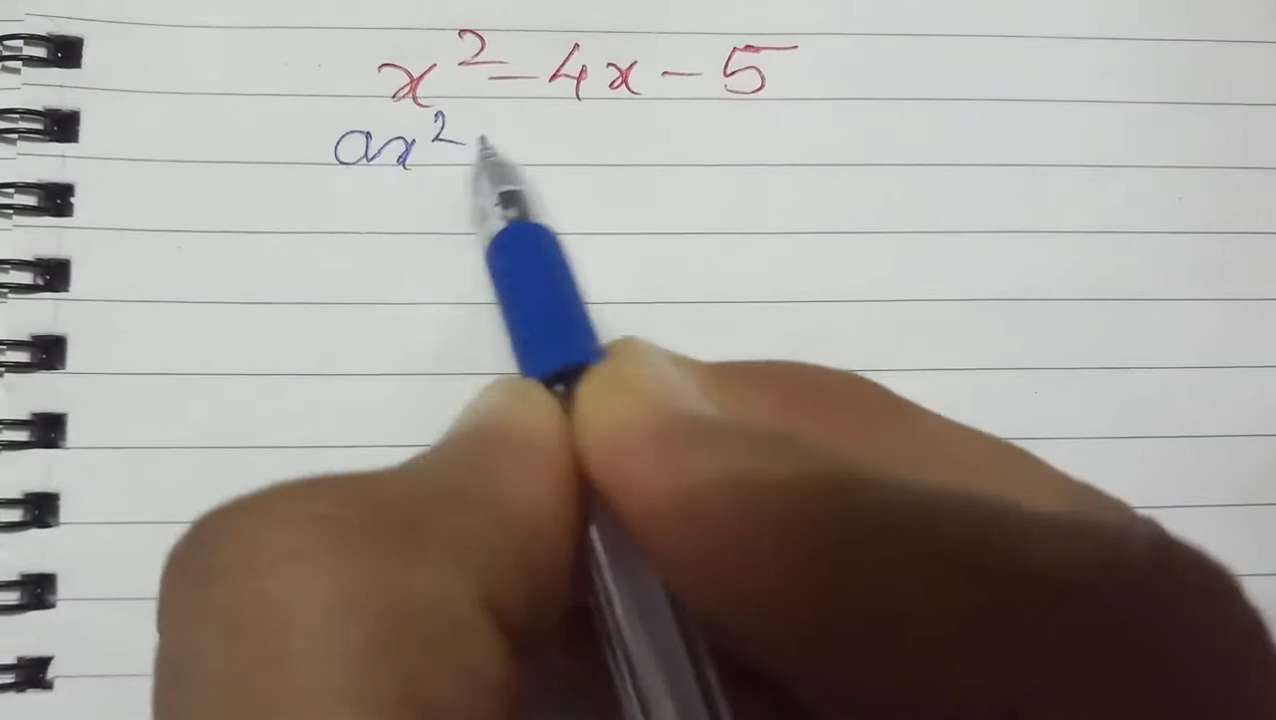 x² - 4x - 5
ax²